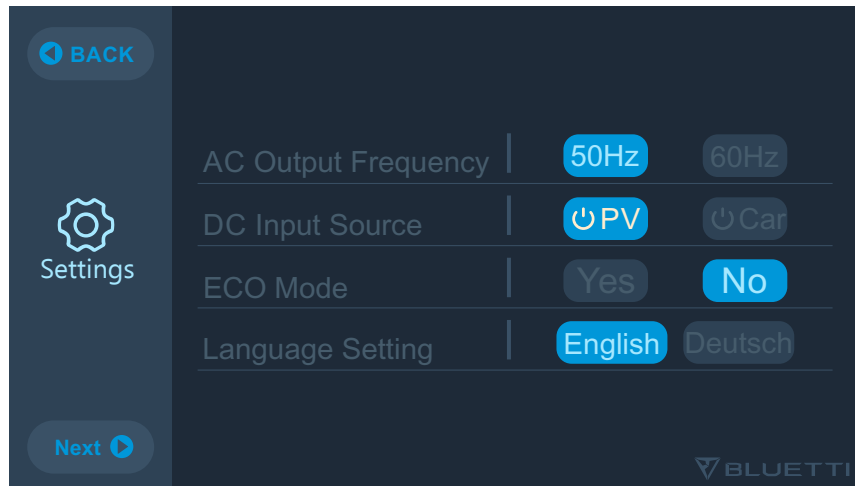 BACK
Settings
Next
AC Output Frequency 50Hz 60Hz
DC Input Source PV Car
ECO Mode Yes No
Language Setting English Deutsch
BLUETTI